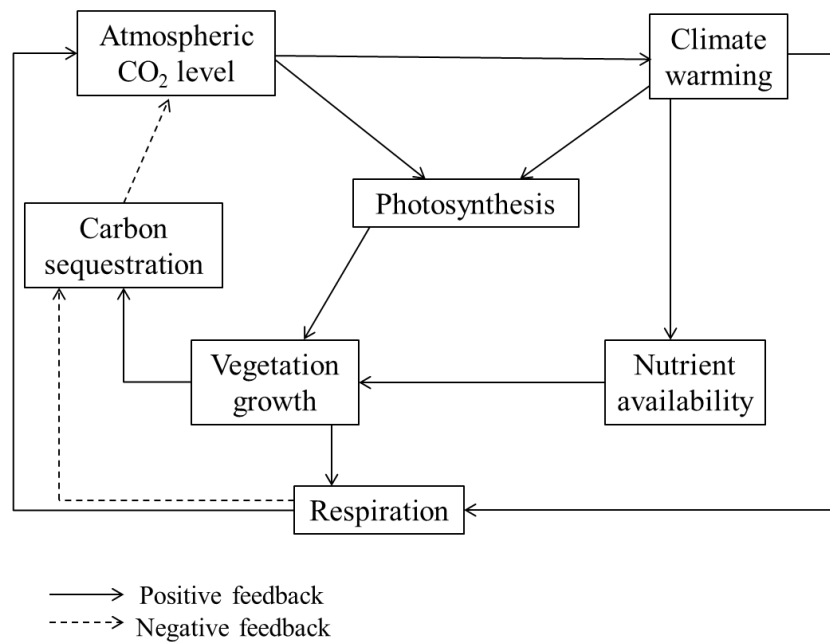 Atmospheric
CO₂ level
Climate
warming
Photosynthesis
Carbon
sequestration
Vegetation
growth
Nutrient
availability
Respiration
Positive feedback
Negative feedback